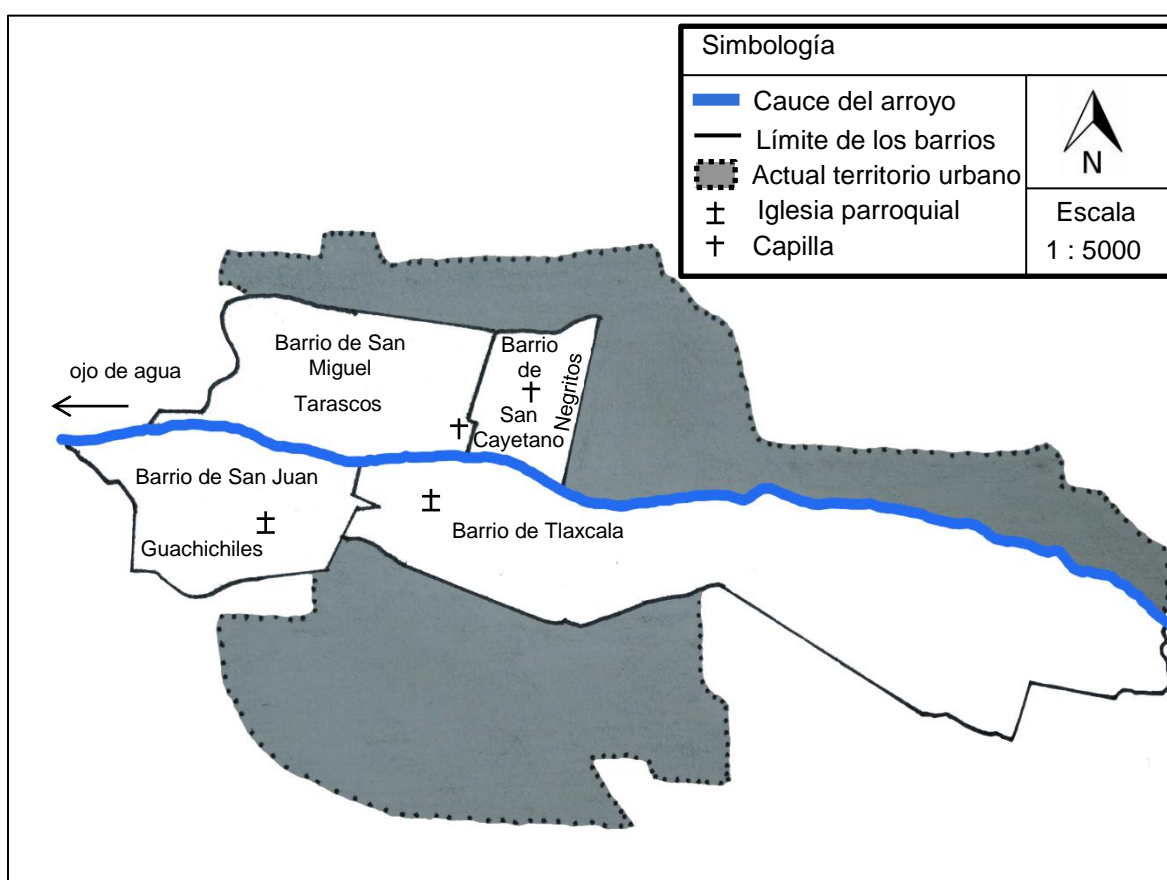 Simbología
Cauce del arroyo
Límite de los barrios
Actual territorio urbano
Iglesia parroquial
Capilla
N
Escala
1 : 5000
ojo de agua
Barrio de San
Miguel
Tarascos
Barrio
de
San
Cayetano
Negritos
Barrio de San Juan
Guachichiles
Barrio de Tlaxcala